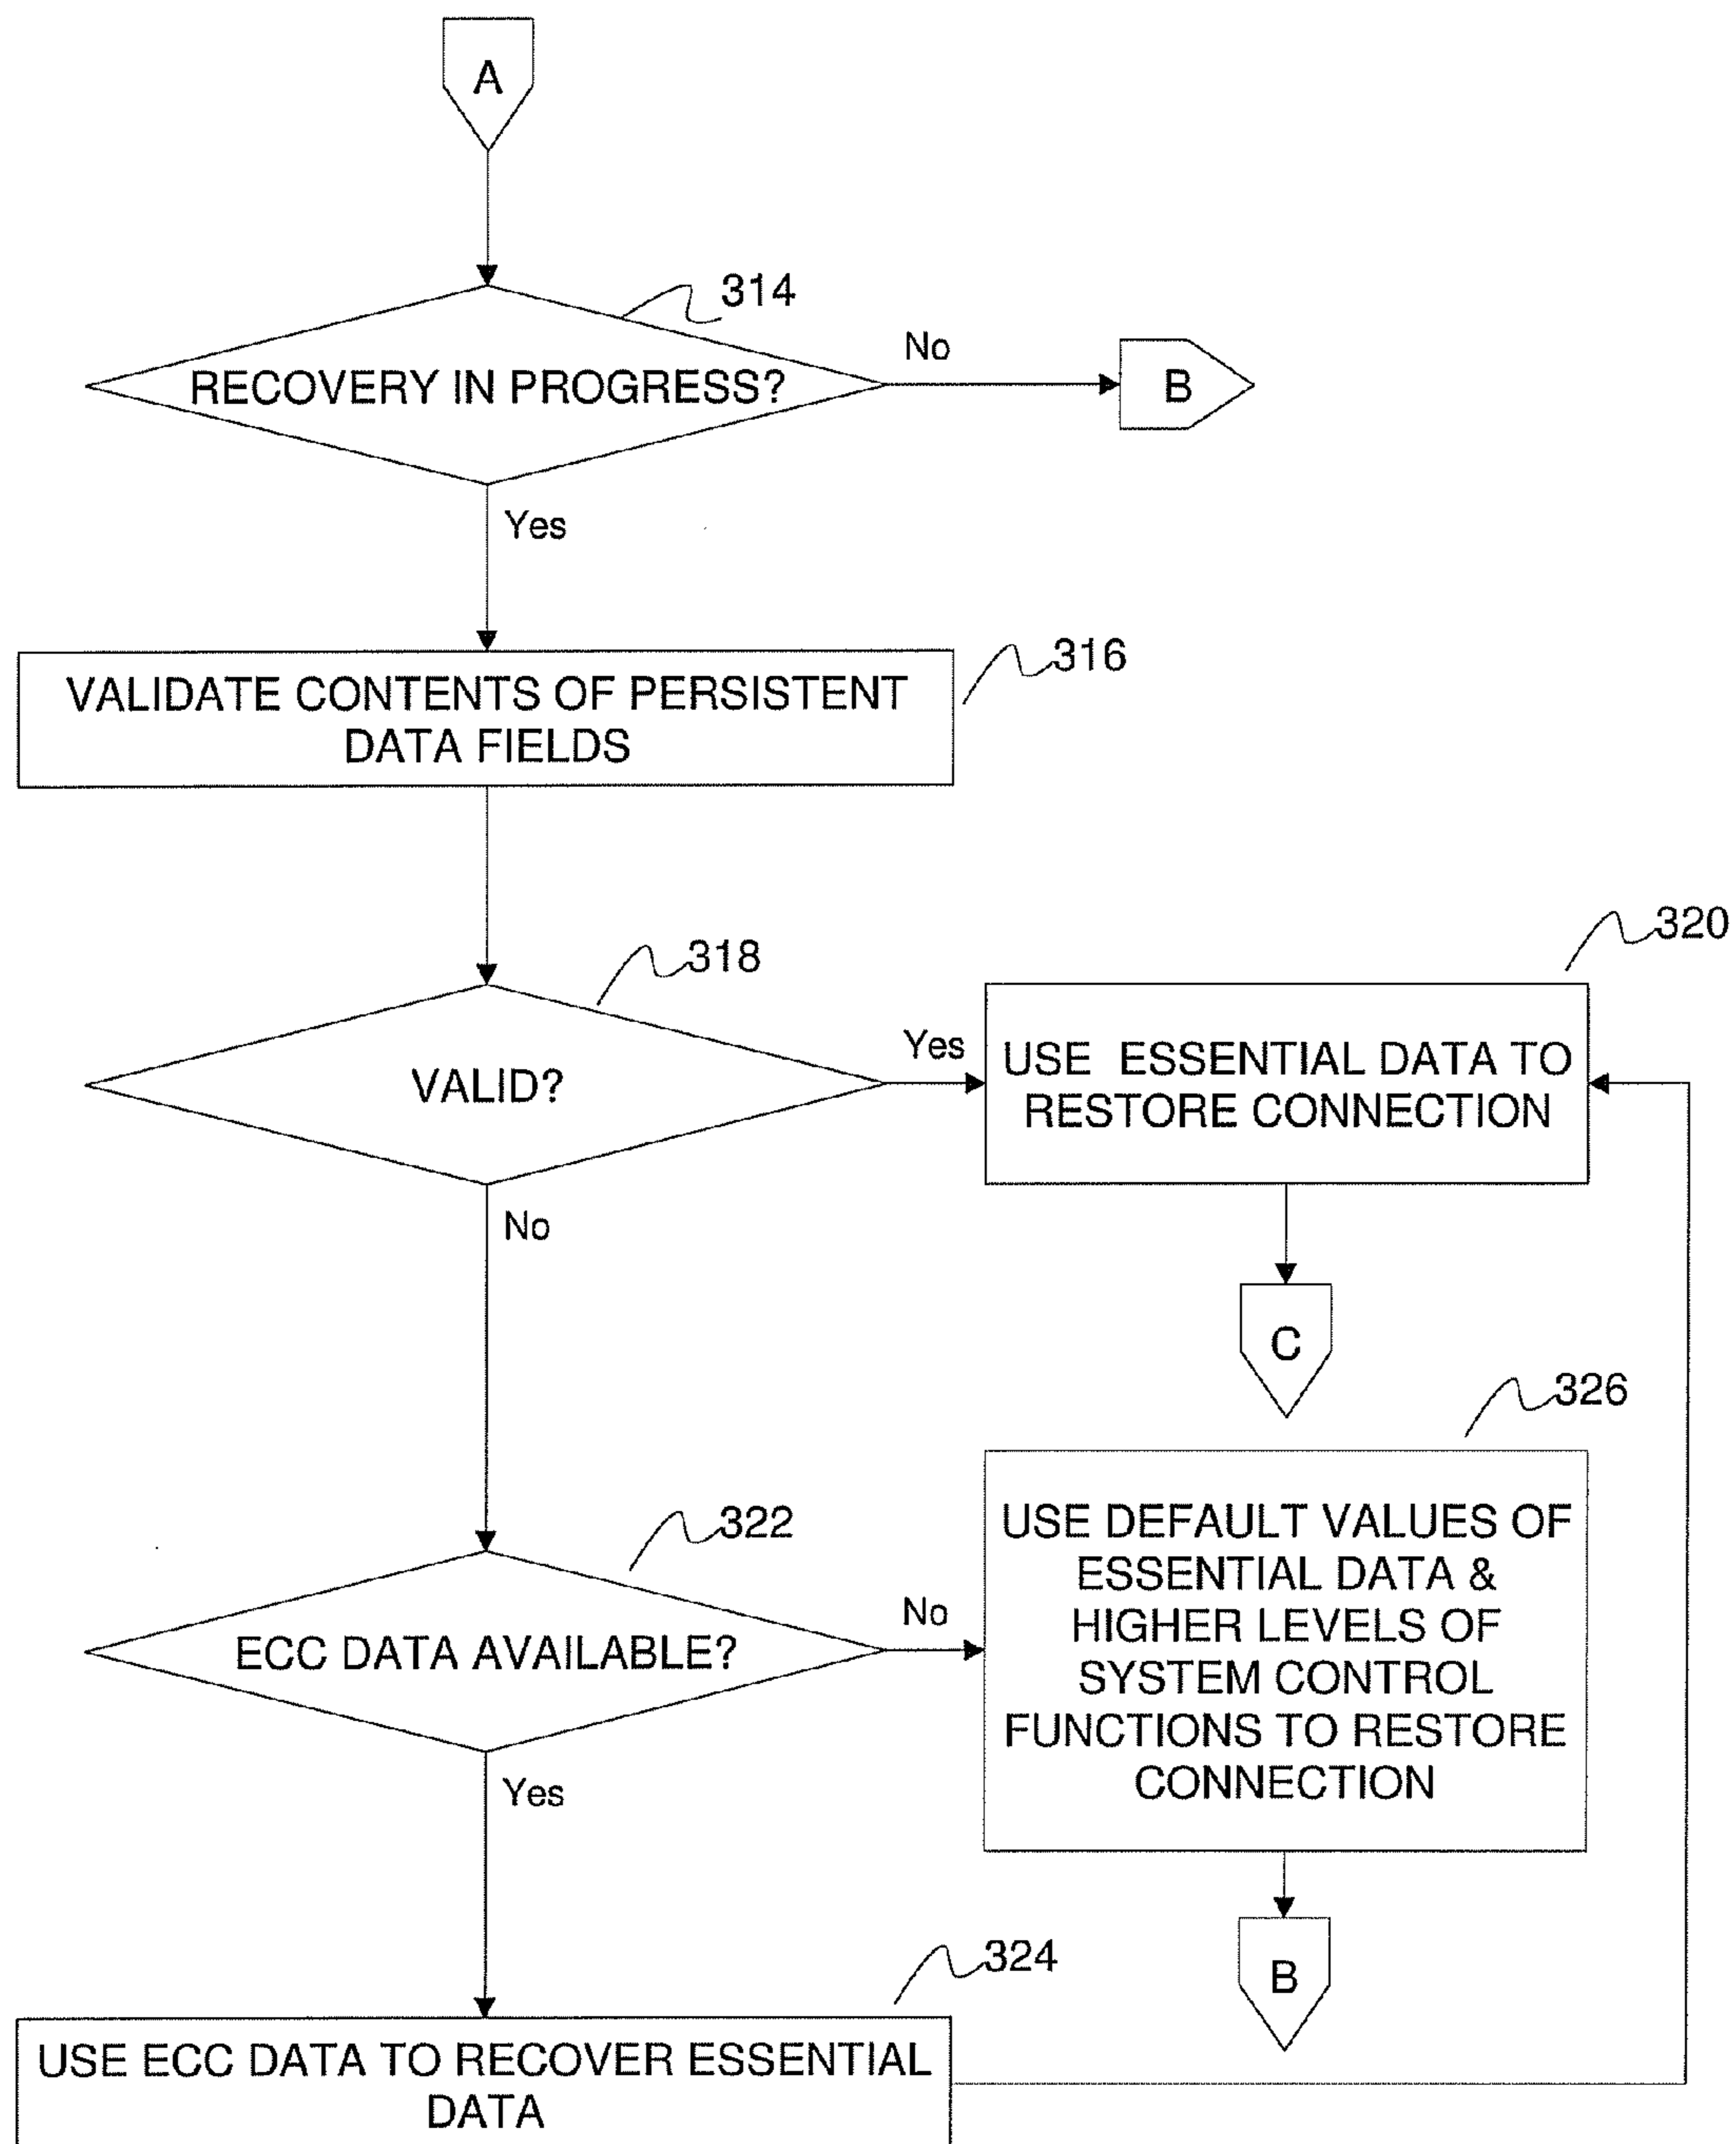 A
314
RECOVERY IN PROGRESS?
No
B
Yes
316
VALIDATE CONTENTS OF PERSISTENT
DATA FIELDS
318
VALID?
Yes
320
USE ESSENTIAL DATA TO
RESTORE CONNECTION
No
C
322
ECC DATA AVAILABLE?
No
326
USE DEFAULT VALUES OF
ESSENTIAL DATA &
HIGHER LEVELS OF
SYSTEM CONTROL
FUNCTIONS TO RESTORE
CONNECTION
Yes
B
324
USE ECC DATA TO RECOVER ESSENTIAL
DATA